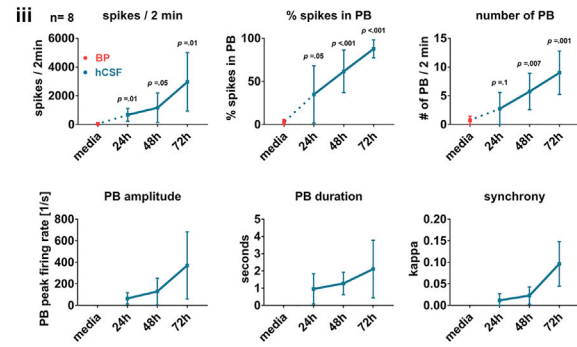 iii
n= 8
spikes / 2 min
BP
hCSF
spikes / 2min
6000
4000
2000
0
p =.01
p =.05
p =.01
media
24h
48h
72h
% spikes in PB
% spikes in PB
100
50
0
p =.05
p <.001
p <.001
media
24h
48h
72h
number of PB
# of PB / 2 min
15
10
5
0
p =.1
p =.007
p =.001
media
24h
48h
72h
PB amplitude
PB peak firing rate [1/s]
800
600
400
200
0
media
24h
48h
72h
PB duration
seconds
5
4
3
2
1
0
media
24h
48h
72h
synchrony
kappa
0.20
0.15
0.10
0.05
0.00
media
24h
48h
72h